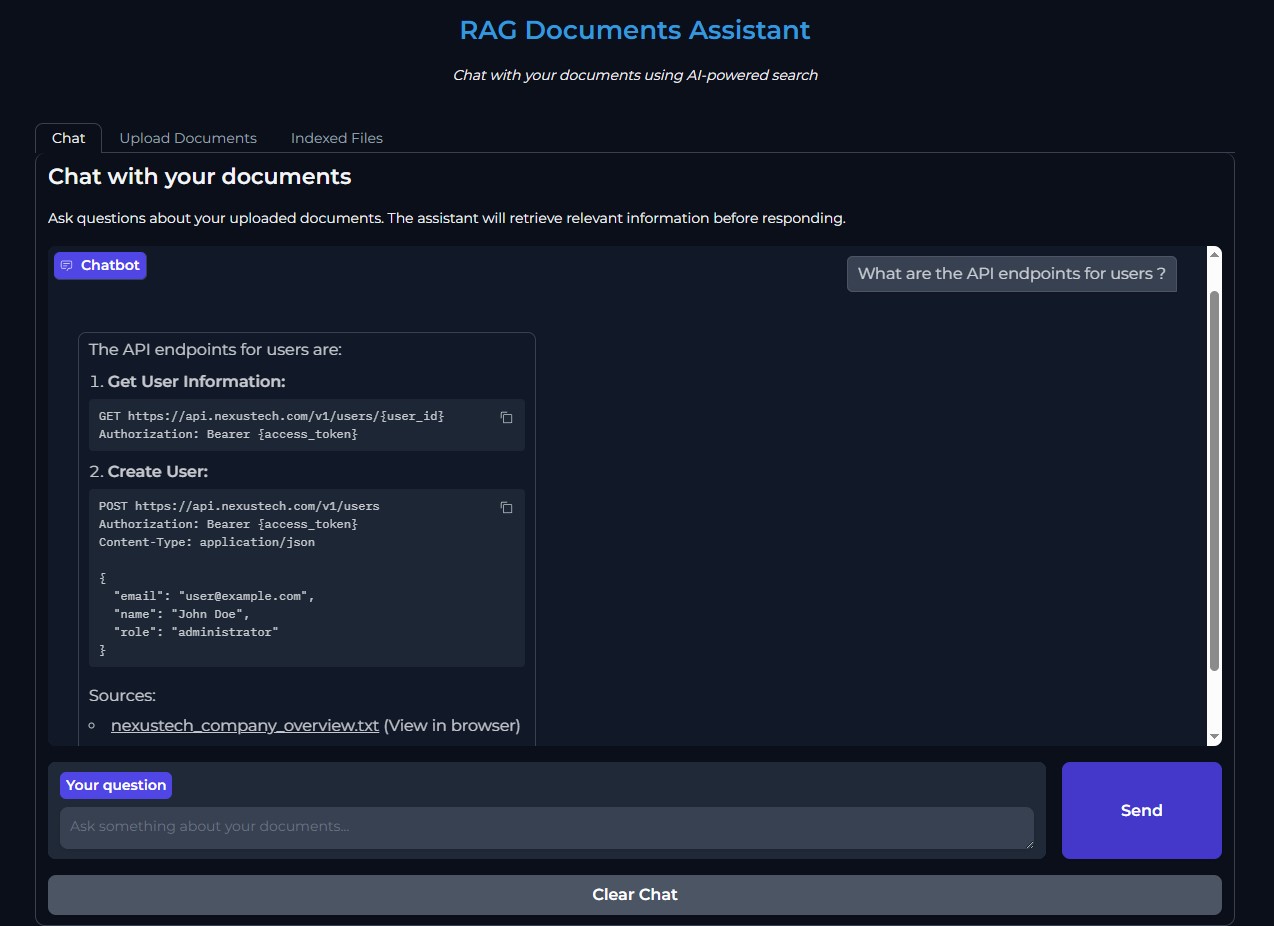 RAG Documents Assistant
Chat with your documents using AI-powered search
Chat Upload Documents Indexed Files
Chat with your documents
Ask questions about your uploaded documents. The assistant will retrieve relevant information before responding.
Chatbot
What are the API endpoints for users ?
The API endpoints for users are:
1. Get User Information:
GET https://api.nexustech.com/v1/users/{user_id}
Authorization: Bearer {access_token}
2. Create User:
POST https://api.nexustech.com/v1/users
Authorization: Bearer {access_token}
Content-Type: application/json
{
  "email": "user@example.com",
  "name": "John Doe",
  "role": "administrator"
}
Sources:
nexustech_company_overview.txt (View in browser)
Your question
Ask something about your documents...
Send
Clear Chat